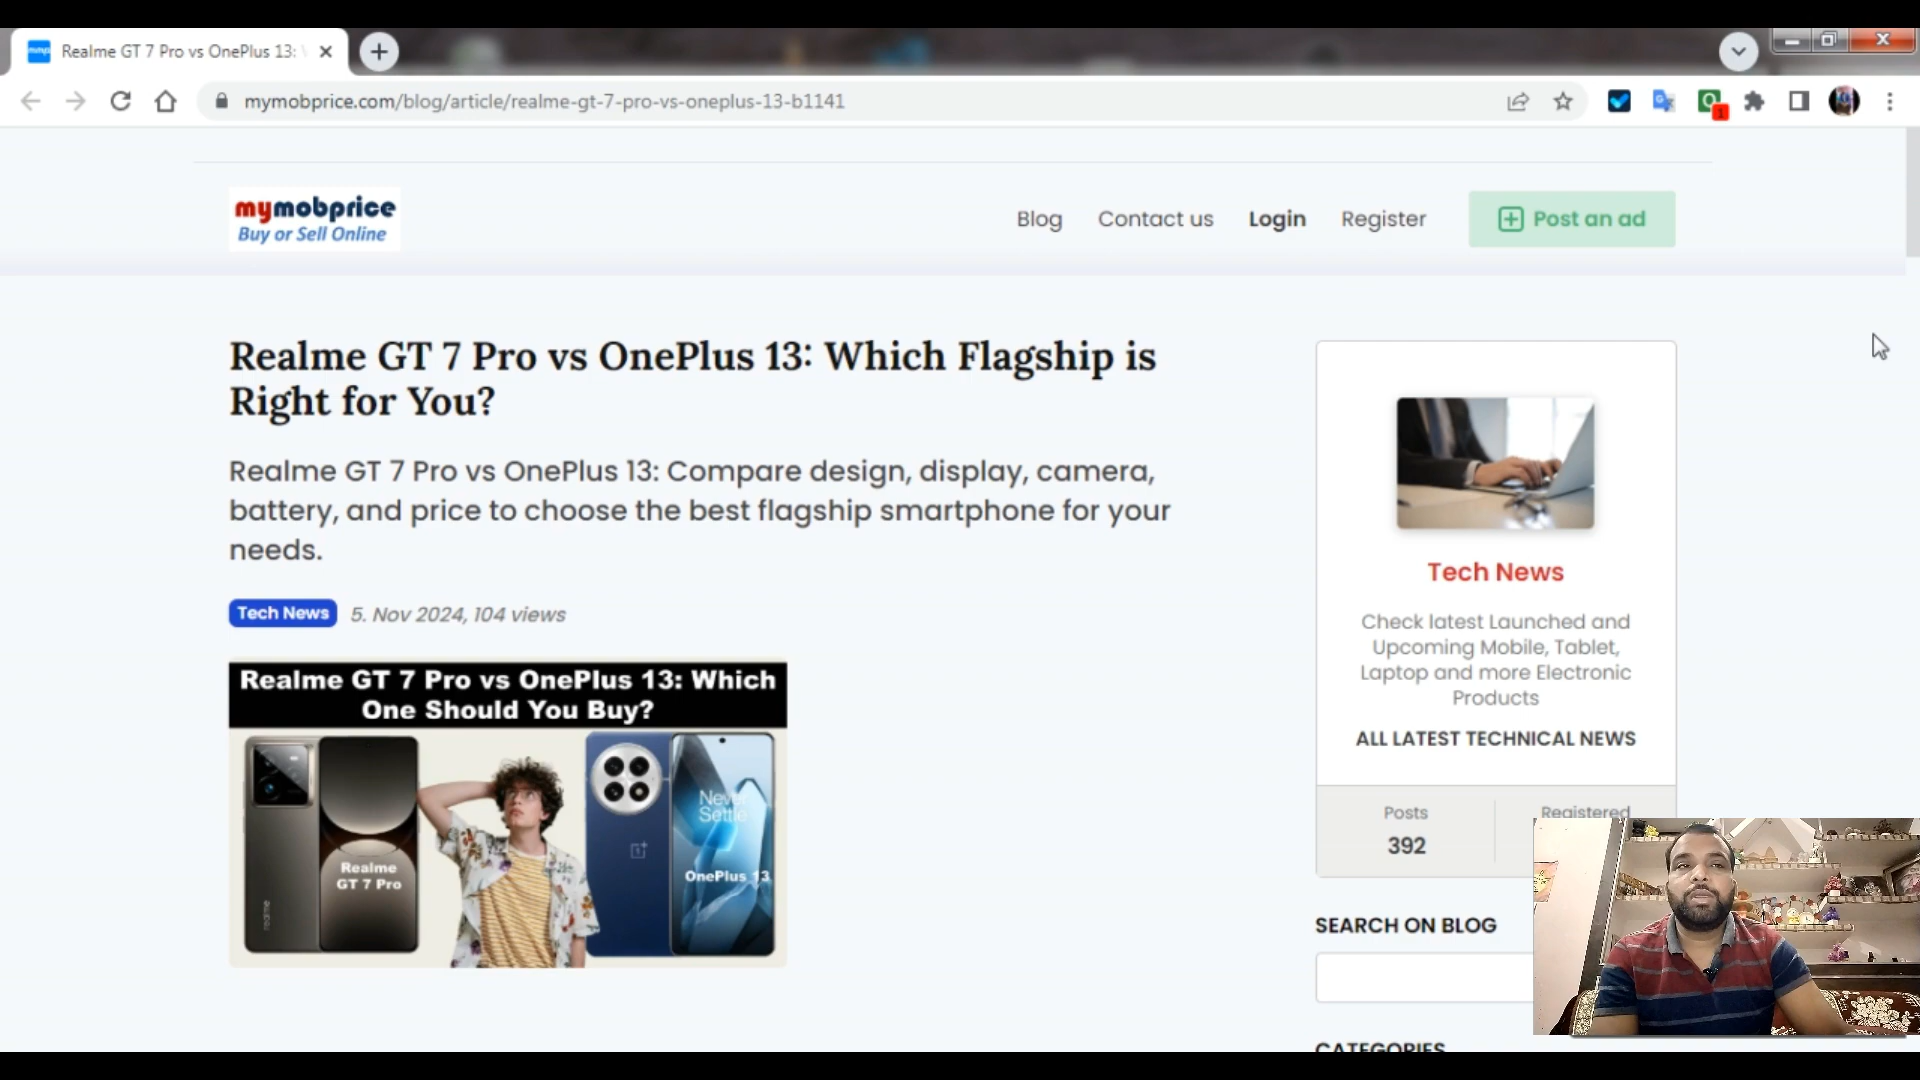 Realme GT 7 Pro vs OnePlus 13:
mymobprice.com/blog/article/realme-gt-7-pro-vs-oneplus-13-b1141
1
mymobprice
Buy or Sell Online
Blog
Contact us
Login
Register
Post an ad
Realme GT 7 Pro vs OnePlus 13: Which Flagship is
Right for You?
Realme GT 7 Pro vs OnePlus 13: Compare design, display, camera,
battery, and price to choose the best flagship smartphone for your
needs.
Tech News
5. Nov 2024, 104 views
Realme GT 7 Pro vs OnePlus 13: Which
One Should You Buy?
realme
Realme
GT 7 Pro
Never
Settle
OnePlus 13
Tech News
Check latest Launched and
Upcoming Mobile, Tablet,
Laptop and more Electronic
Products
ALL LATEST TECHNICAL NEWS
Posts
392
Registered
SEARCH ON BLOG
CATEGORIES